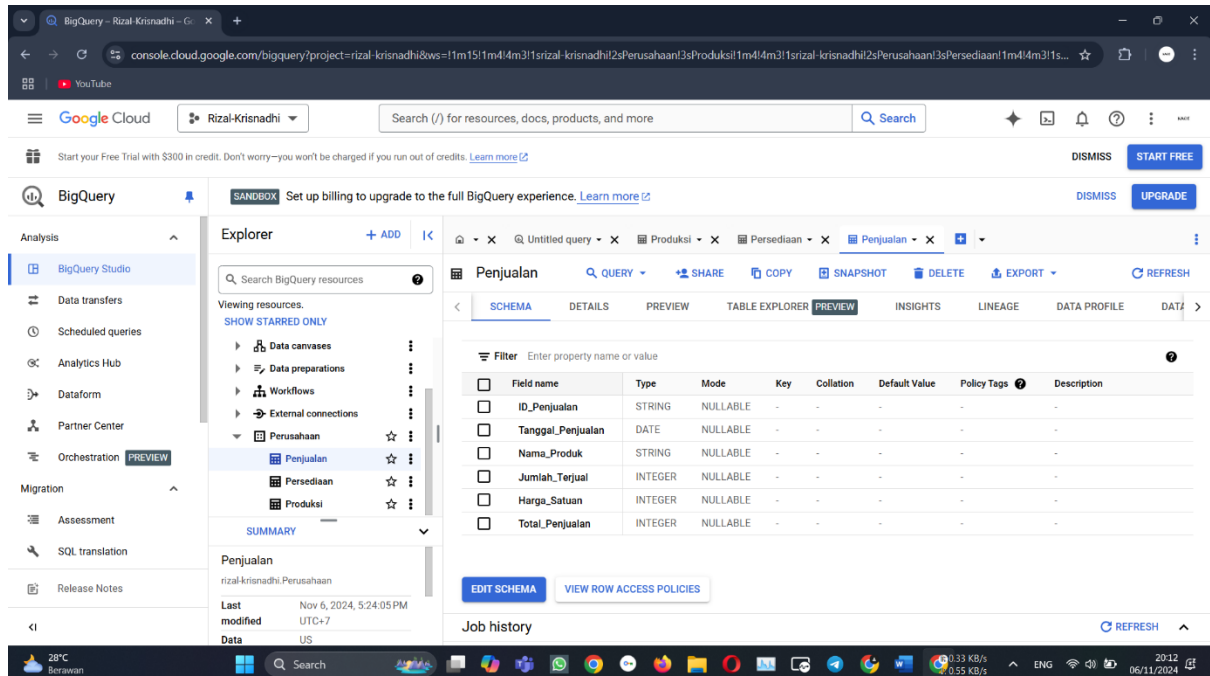 BigQuery – Rizal-Krisnadhi – Go
console.cloud.google.com/bigquery?project=rizal-krisnadhi&ws=!1m15!1m4!4m3!1srizal-krisnadhi!2sPerusahaan!3sProduksi!1m4!4m3!1srizal-krisnadhi!2sPerusahaan!3sPersediaan!1m4!4m3!1s...
YouTube
Google Cloud
Rizal-Krisnadhi
Search (/) for resources, docs, products, and more
Search
Start your Free Trial with $300 in credit. Don't worry—you won't be charged if you run out of credits. Learn more
DISMISS
START FREE
BigQuery
SANDBOX Set up billing to upgrade to the full BigQuery experience. Learn more
DISMISS
UPGRADE
Analysis
BigQuery Studio
Data transfers
Scheduled queries
Analytics Hub
Dataform
Partner Center
Orchestration PREVIEW
Migration
Assessment
SQL translation
Release Notes
Explorer
+ ADD
Search BigQuery resources
Viewing resources.
SHOW STARRED ONLY
Data canvases
Data preparations
Workflows
External connections
Perusahaan
Penjualan
Persediaan
Produksi
SUMMARY
Penjualan
rizal-krisnadhi.Perusahaan
Last modified Nov 6, 2024, 5:24:05 PM UTC+7
Data US
Untitled query
Produksi
Persediaan
Penjualan
Penjualan
QUERY
SHARE
COPY
SNAPSHOT
DELETE
EXPORT
REFRESH
SCHEMA
DETAILS
PREVIEW
TABLE EXPLORER PREVIEW
INSIGHTS
LINEAGE
DATA PROFILE
DATA
Filter Enter property name or value
Field name Type Mode Key Collation Default Value Policy Tags Description
ID_Penjualan STRING NULLABLE - - - - -
Tanggal_Penjualan DATE NULLABLE - - - - -
Nama_Produk STRING NULLABLE - - - - -
Jumlah_Terjual INTEGER NULLABLE - - - - -
Harga_Satuan INTEGER NULLABLE - - - - -
Total_Penjualan INTEGER NULLABLE - - - - -
EDIT SCHEMA
VIEW ROW ACCESS POLICIES
Job history
REFRESH
28°C
Berawan
Search
0.33 KB/s
0.55 KB/s
ENG
20:12
06/11/2024